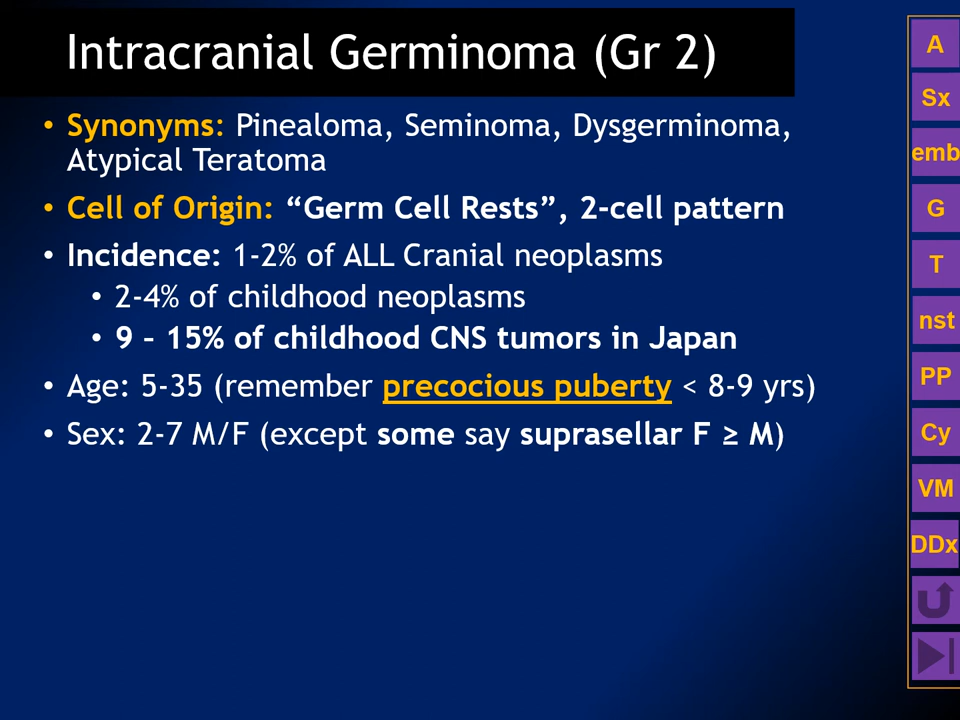 Intracranial Germinoma (Gr 2)
• Synonyms: Pinealoma, Seminoma, Dysgerminoma,
Atypical Teratoma
• Cell of Origin: “Germ Cell Rests”, 2-cell pattern
• Incidence: 1-2% of ALL Cranial neoplasms
• 2-4% of childhood neoplasms
• 9 – 15% of childhood CNS tumors in Japan
• Age: 5-35 (remember precocious puberty < 8-9 yrs)
• Sex: 2-7 M/F (except some say suprasellar F ≥ M)
A
Sx
emb
G
T
nst
PP
Cy
VM
DDx